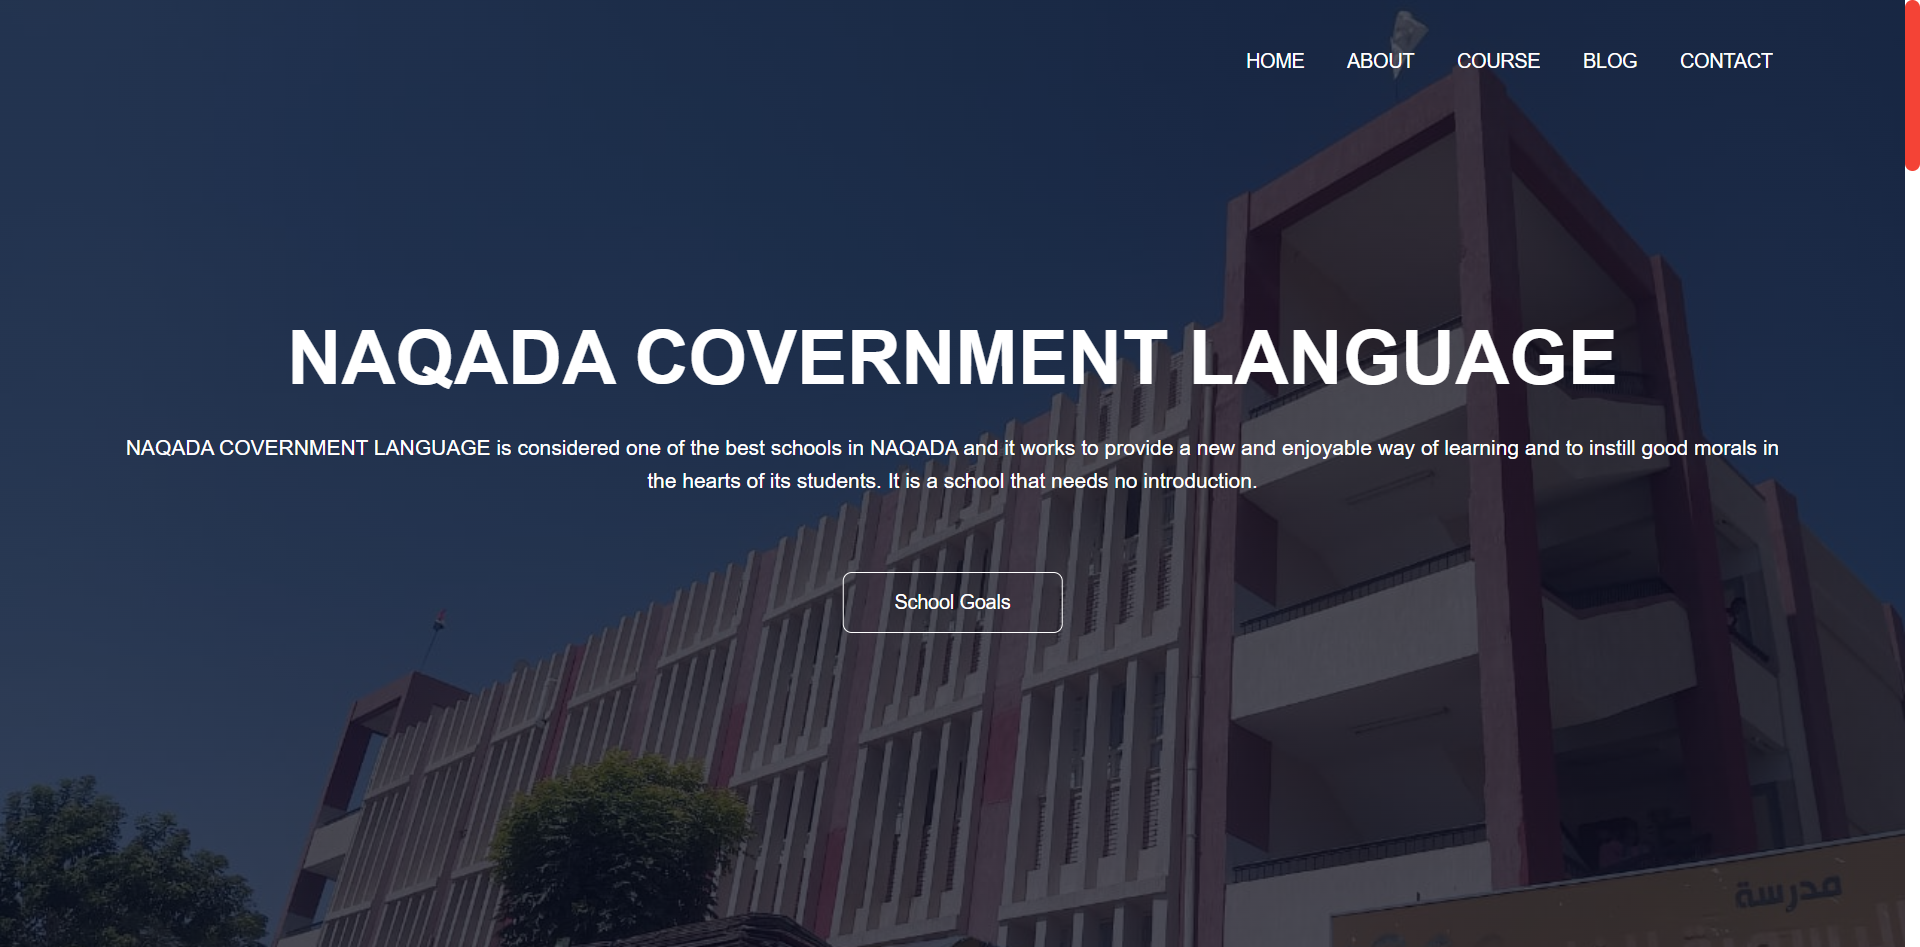 HOME ABOUT COURSE BLOG CONTACT
NAQADA COVERNMENT LANGUAGE
NAQADA COVERNMENT LANGUAGE is considered one of the best schools in NAQADA and it works to provide a new and enjoyable way of learning and to instill good morals in
the hearts of its students. It is a school that needs no introduction.
School Goals
مدرسة